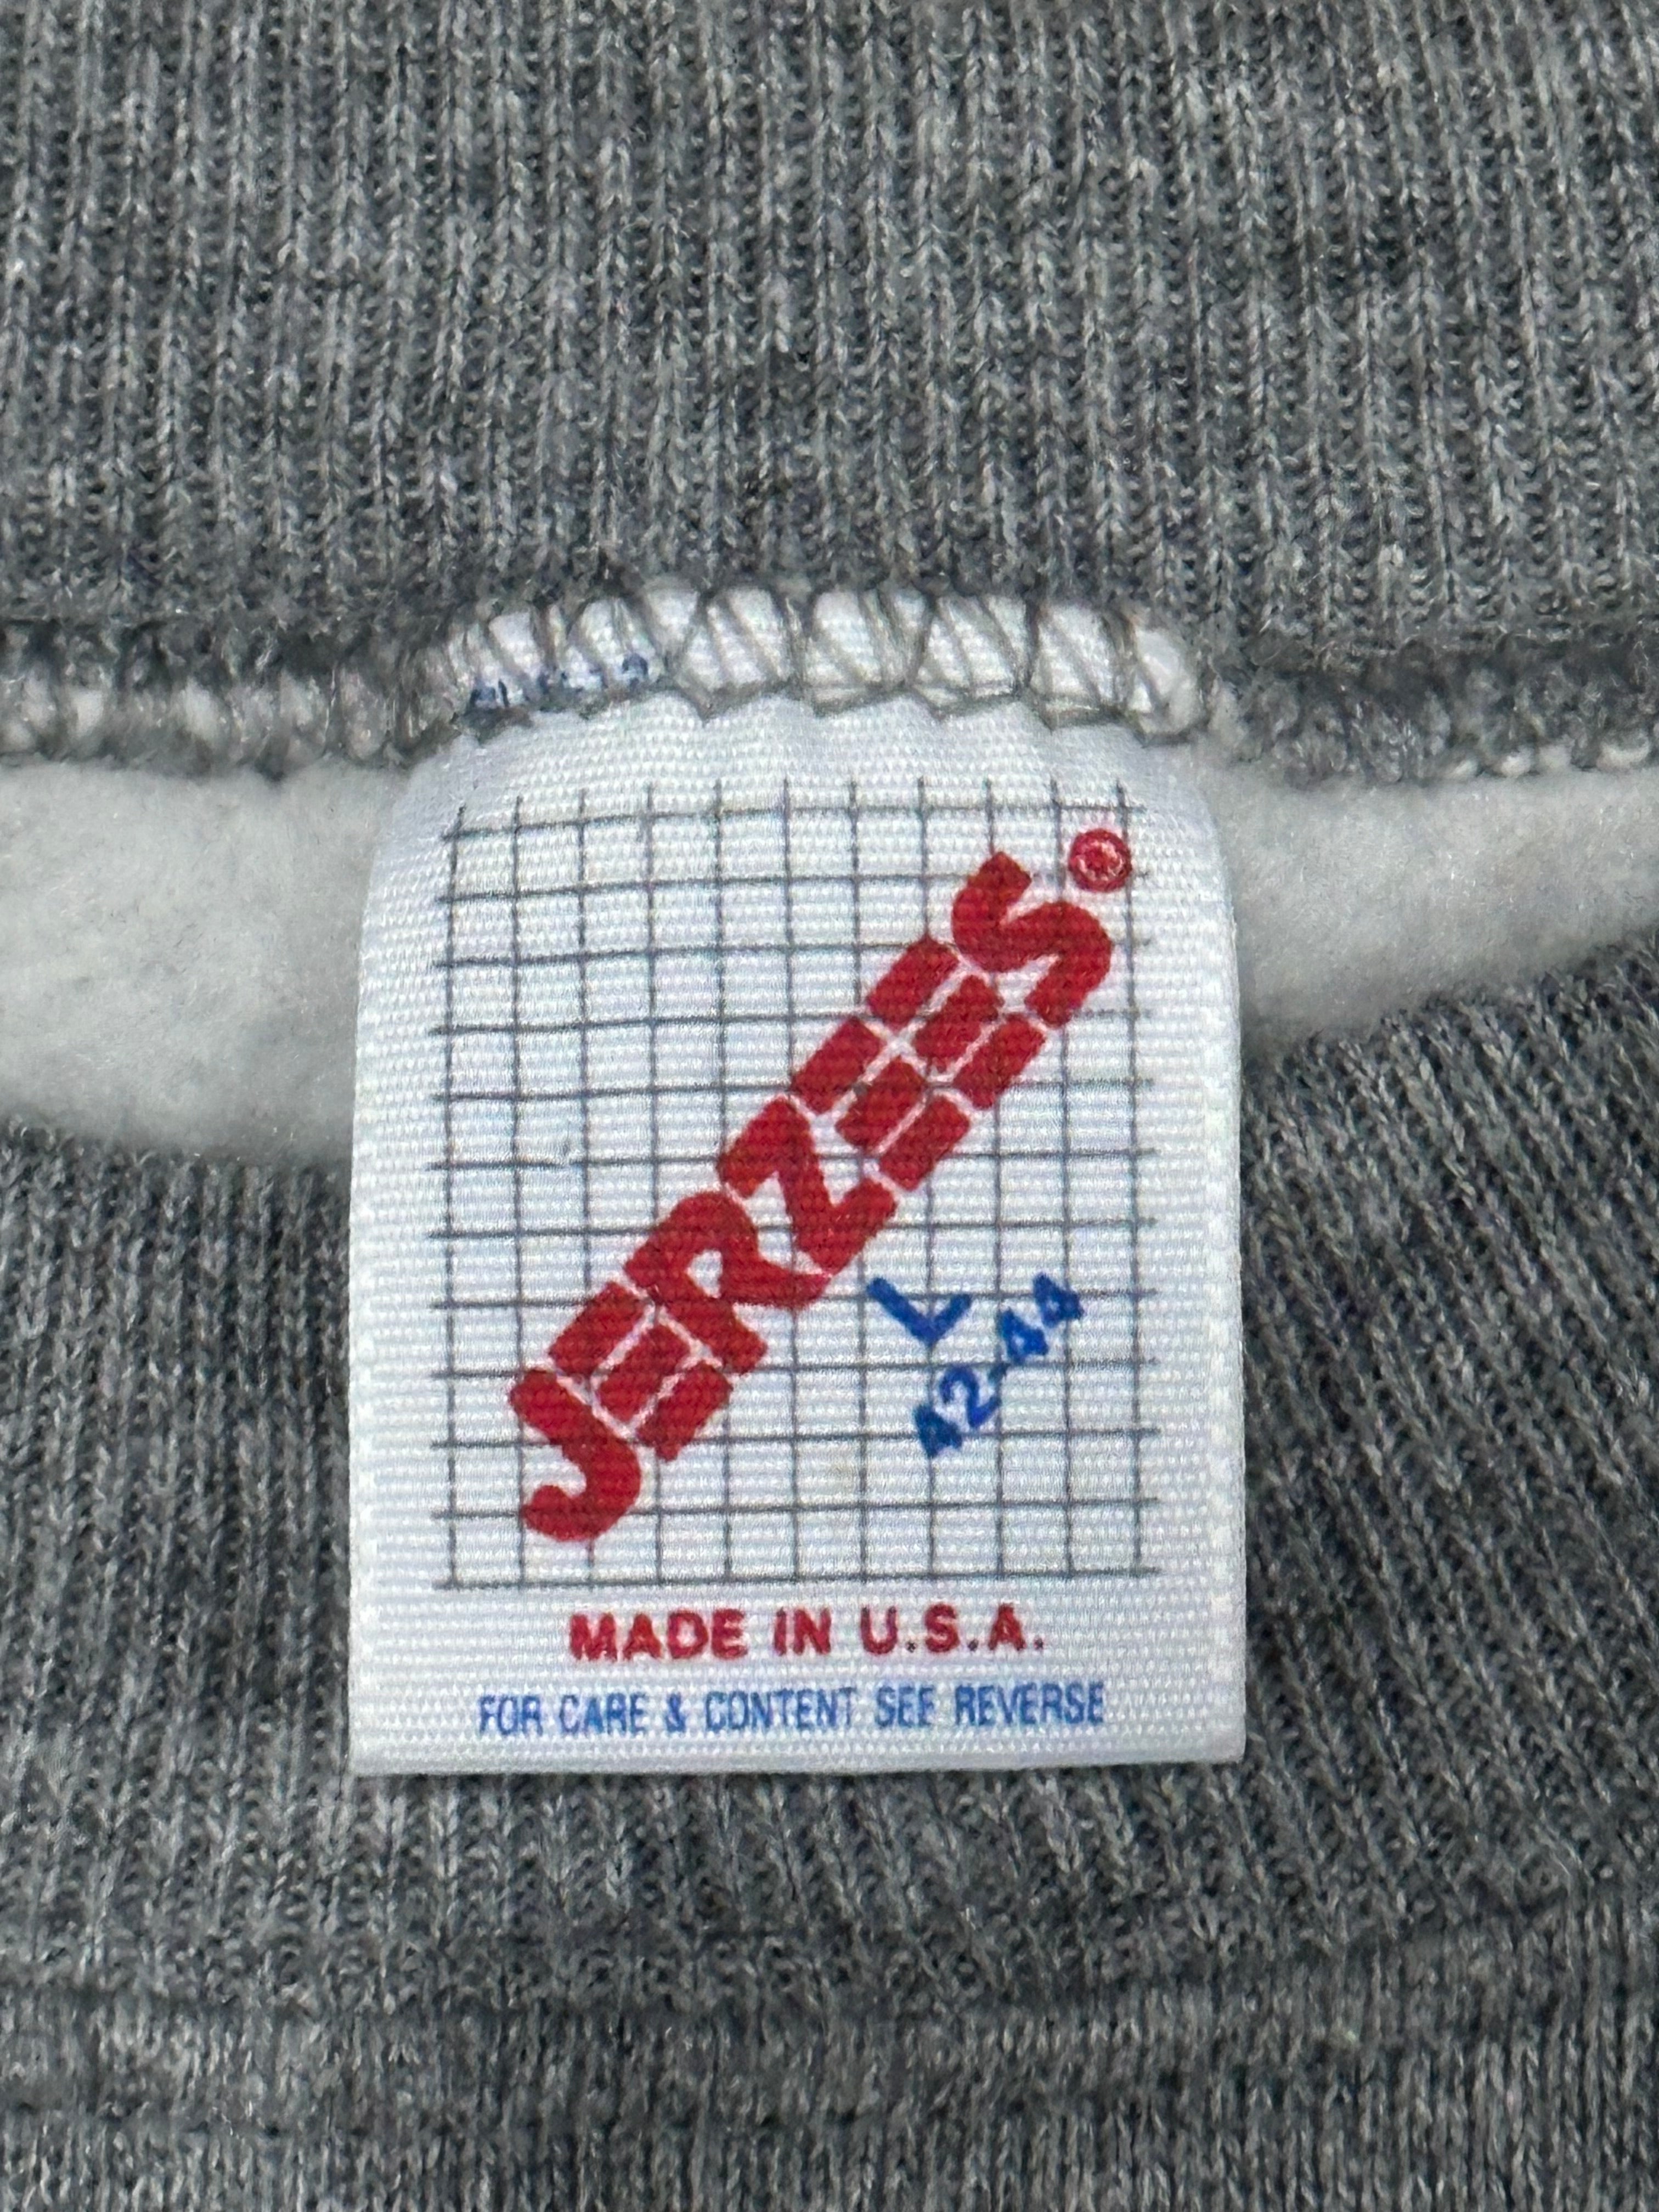 JERZEES®
L
42-44
MADE IN U.S.A.
FOR CARE & CONTENT SEE REVERSE